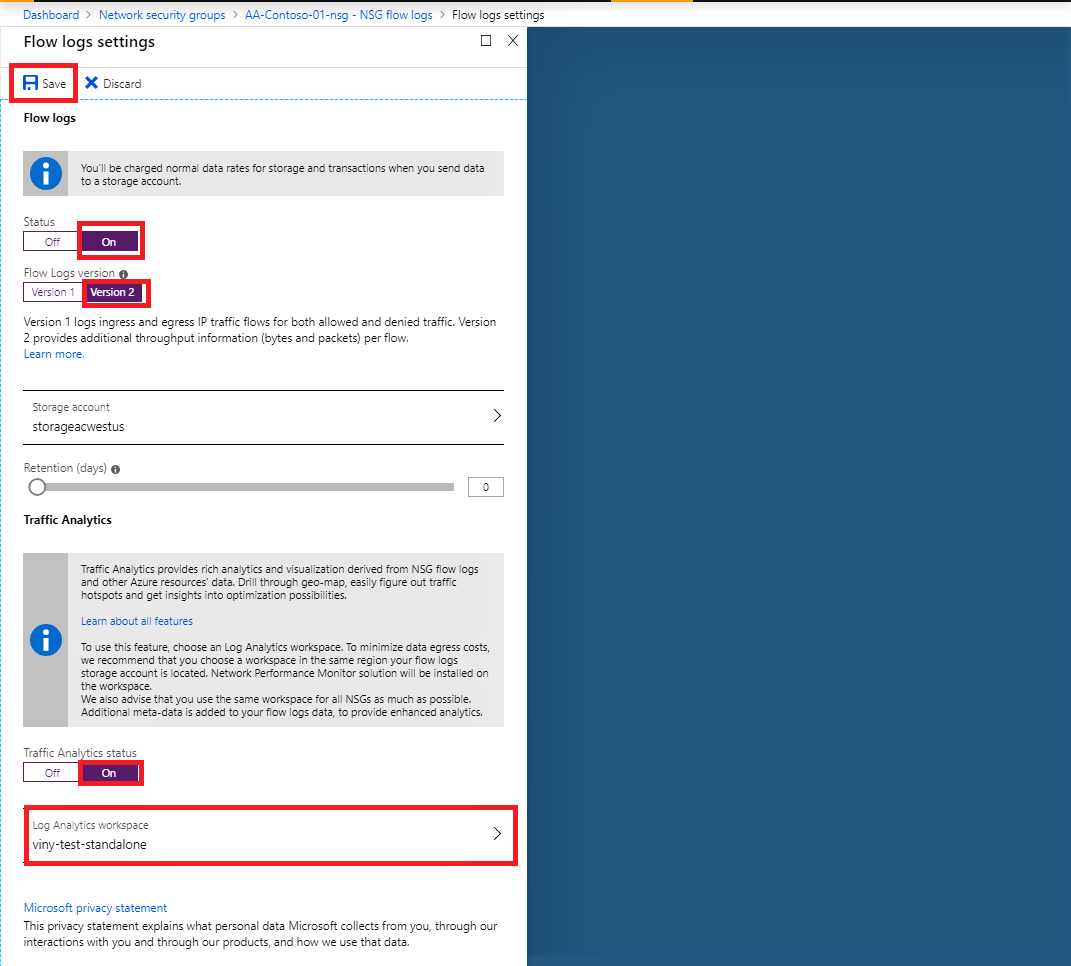 Dashboard > Network security groups > AA-Contoso-01-nsg - NSG flow logs > Flow logs settings
Flow logs settings
Save Discard
Flow logs
You'll be charged normal data rates for storage and transactions when you send data
to a storage account.
Status
Off On
Flow Logs version
Version 1 Version 2
Version 1 logs ingress and egress IP traffic flows for both allowed and denied traffic. Version
2 provides additional throughput information (bytes and packets) per flow.
Learn more.
Storage account
storageacwestus
Retention (days)
0
Traffic Analytics
Traffic Analytics provides rich analytics and visualization derived from NSG flow logs
and other Azure resources' data. Drill through geo-map, easily figure out traffic
hotspots and get insights into optimization possibilities.
Learn about all features
To use this feature, choose an Log Analytics workspace. To minimize data egress costs,
we recommend that you choose a workspace in the same region your flow logs
storage account is located. Network Performance Monitor solution will be installed on
the workspace.
We also advise that you use the same workspace for all NSGs as much as possible.
Additional meta-data is added to your flow logs data, to provide enhanced analytics.
Traffic Analytics status
Off On
Log Analytics workspace
viny-test-standalone
Microsoft privacy statement
This privacy statement explains what personal data Microsoft collects from you, through our
interactions with you and through our products, and how we use that data.